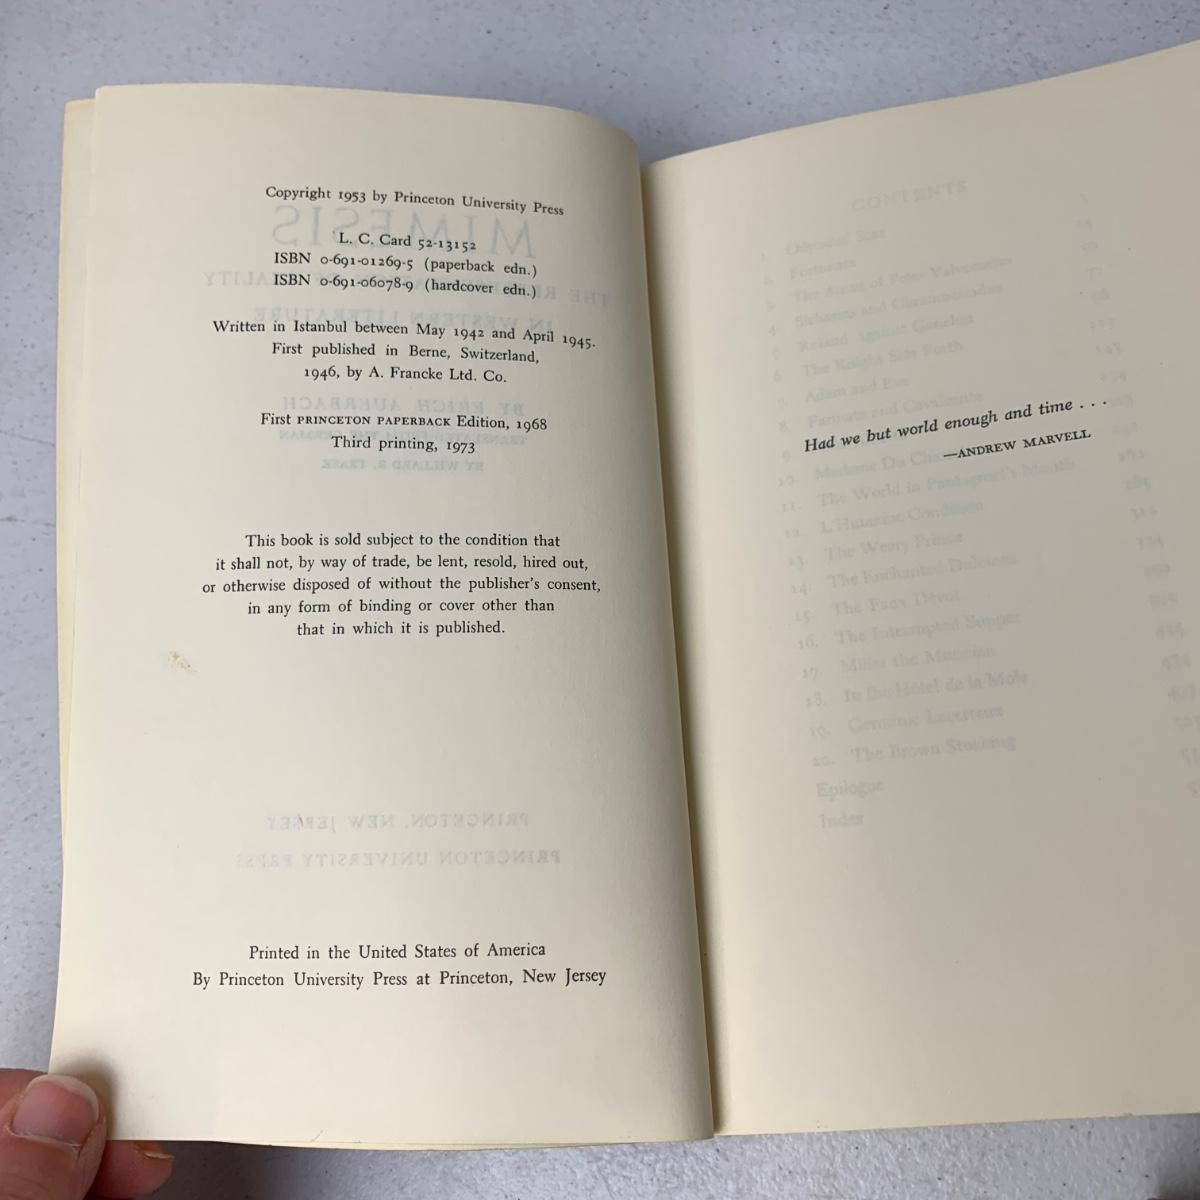 Copyright 1953 by Princeton University Press
L. C. Card 52-13152
ISBN 0-691-01269-5 (paperback edn.)
ISBN 0-691-06078-9 (hardcover edn.)
Written in Istanbul between May 1942 and April 1945.
First published in Berne, Switzerland,
1946, by A. Francke Ltd. Co.
First PRINCETON PAPERBACK Edition, 1968
Third printing, 1973
This book is sold subject to the condition that
it shall not, by way of trade, be lent, resold, hired out,
or otherwise disposed of without the publisher's consent,
in any form of binding or cover other than
that in which it is published.
Printed in the United States of America
By Princeton University Press at Princeton, New Jersey
Had we but world enough and time . . .
—ANDREW MARVELL